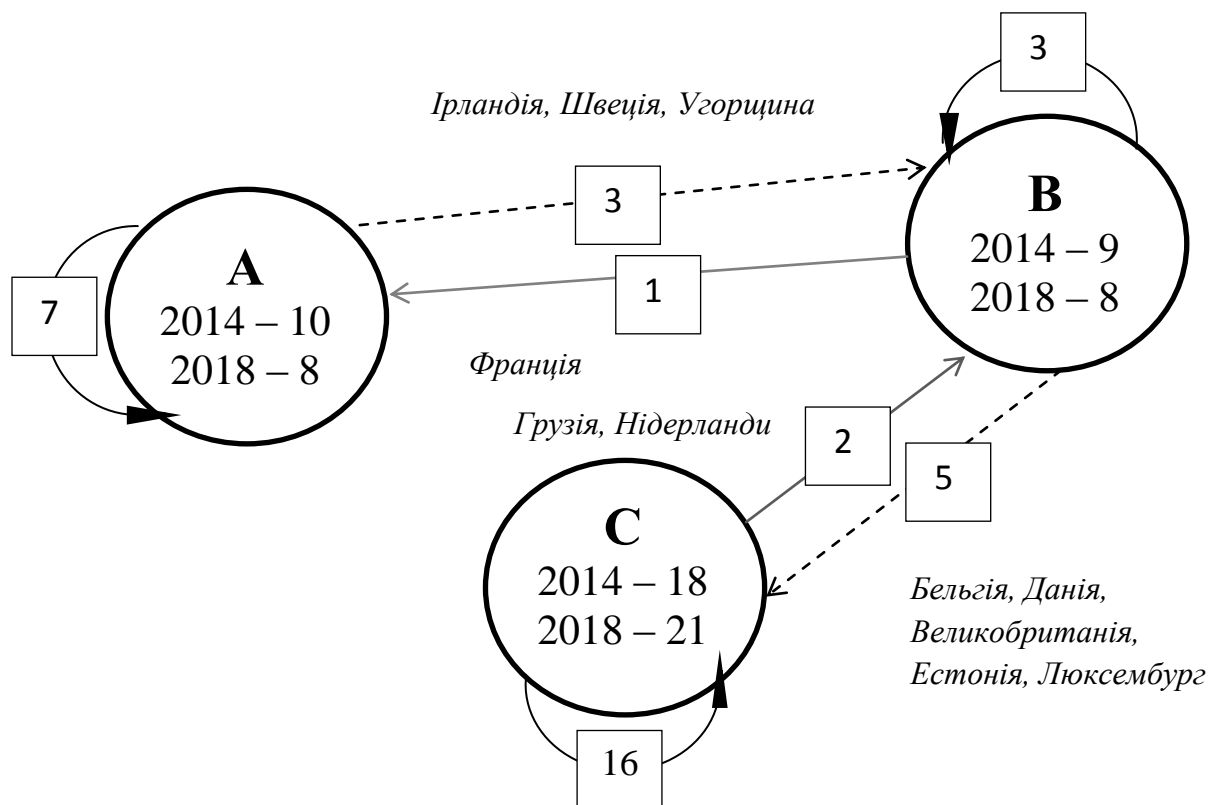 3
Ірландія, Швеція, Угорщина
3
B
2014 – 9
2018 – 8
A
2014 – 10
2018 – 8
7
1
Франція
Грузія, Нідерланди
2
5
C
2014 – 18
2018 – 21
Бельгія, Данія,
Великобританія,
Естонія, Люксембург
16